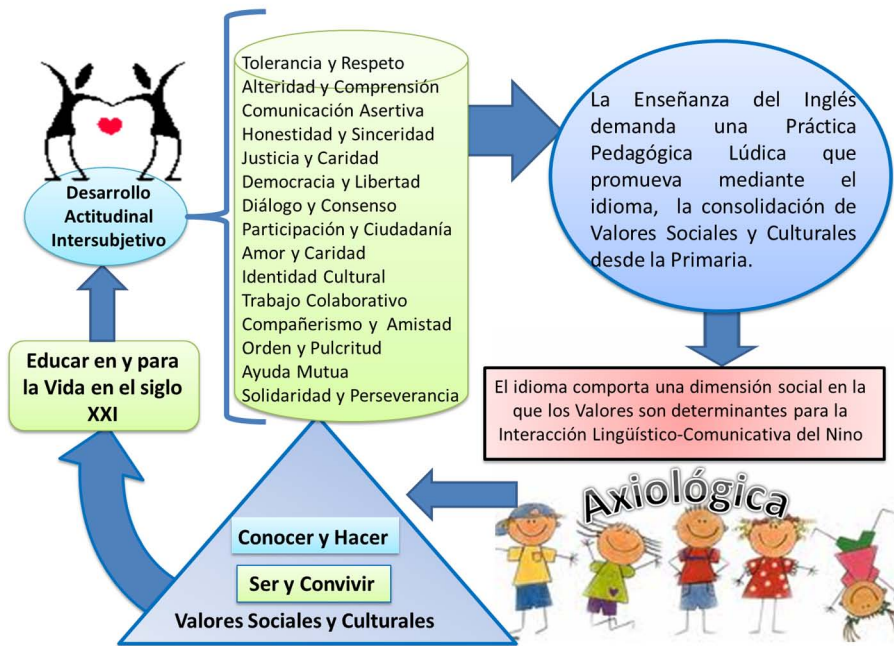 Tolerancia y Respeto
Alteridad y Comprensión
Comunicación Asertiva
Honestidad y Sinceridad
Justicia y Caridad
Democracia y Libertad
Diálogo y Consenso
Participación y Ciudadanía
Amor y Caridad
Identidad Cultural
Trabajo Colaborativo
Compañerismo y Amistad
Orden y Pulcritud
Ayuda Mutua
Solidaridad y Perseverancia
La Enseñanza del Inglés
demanda una Práctica
Pedagógica Lúdica que
promueva mediante el
idioma, la consolidación de
Valores Sociales y Culturales
desde la Primaria.
El idioma comporta una dimensión social en la
que los Valores son determinantes para la
Interacción Lingüístico-Comunicativa del Nino
Axiológica
Conocer y Hacer
Ser y Convivir
Valores Sociales y Culturales
Educar en y para
la Vida en el siglo
XXI
Desarrollo
Actitudinal
Intersubjetivo